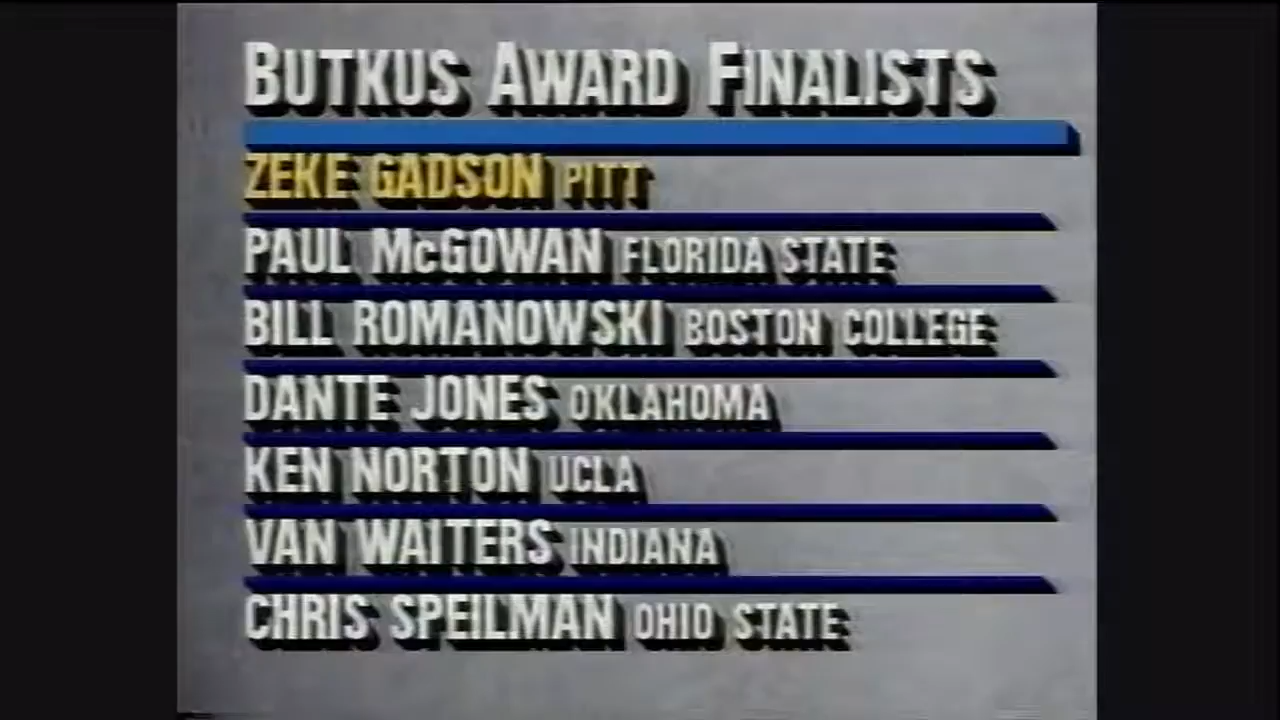 BUTKUS AWARD FINALISTS
ZEKE GADSON PITT
PAUL McGOWAN FLORIDA STATE
BILL ROMANOWSKI BOSTON COLLEGE
DANTE JONES OKLAHOMA
KEN NORTON UCLA
VAN WAITERS INDIANA
CHRIS SPEILMAN OHIO STATE